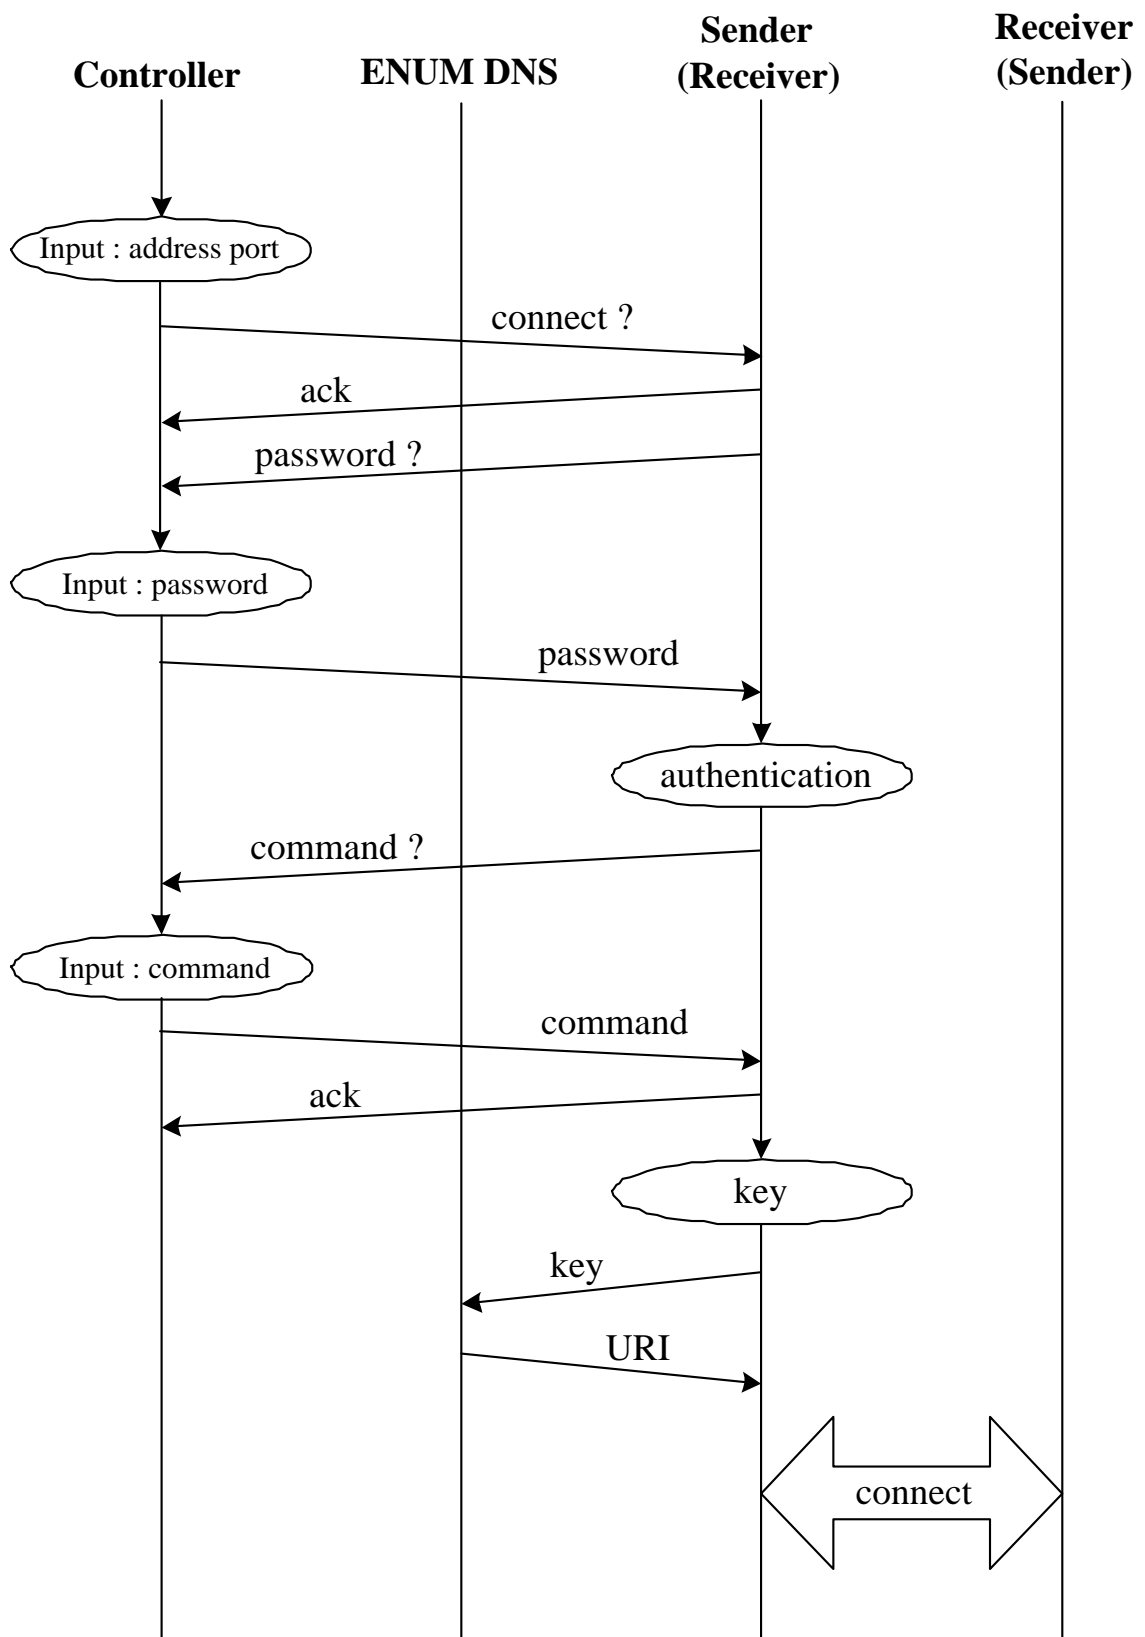 Controller
ENUM DNS
Sender
(Receiver)
Receiver
(Sender)
Input : address port
connect ?
ack
password ?
Input : password
password
authentication
command ?
Input : command
command
ack
key
key
URI
connect